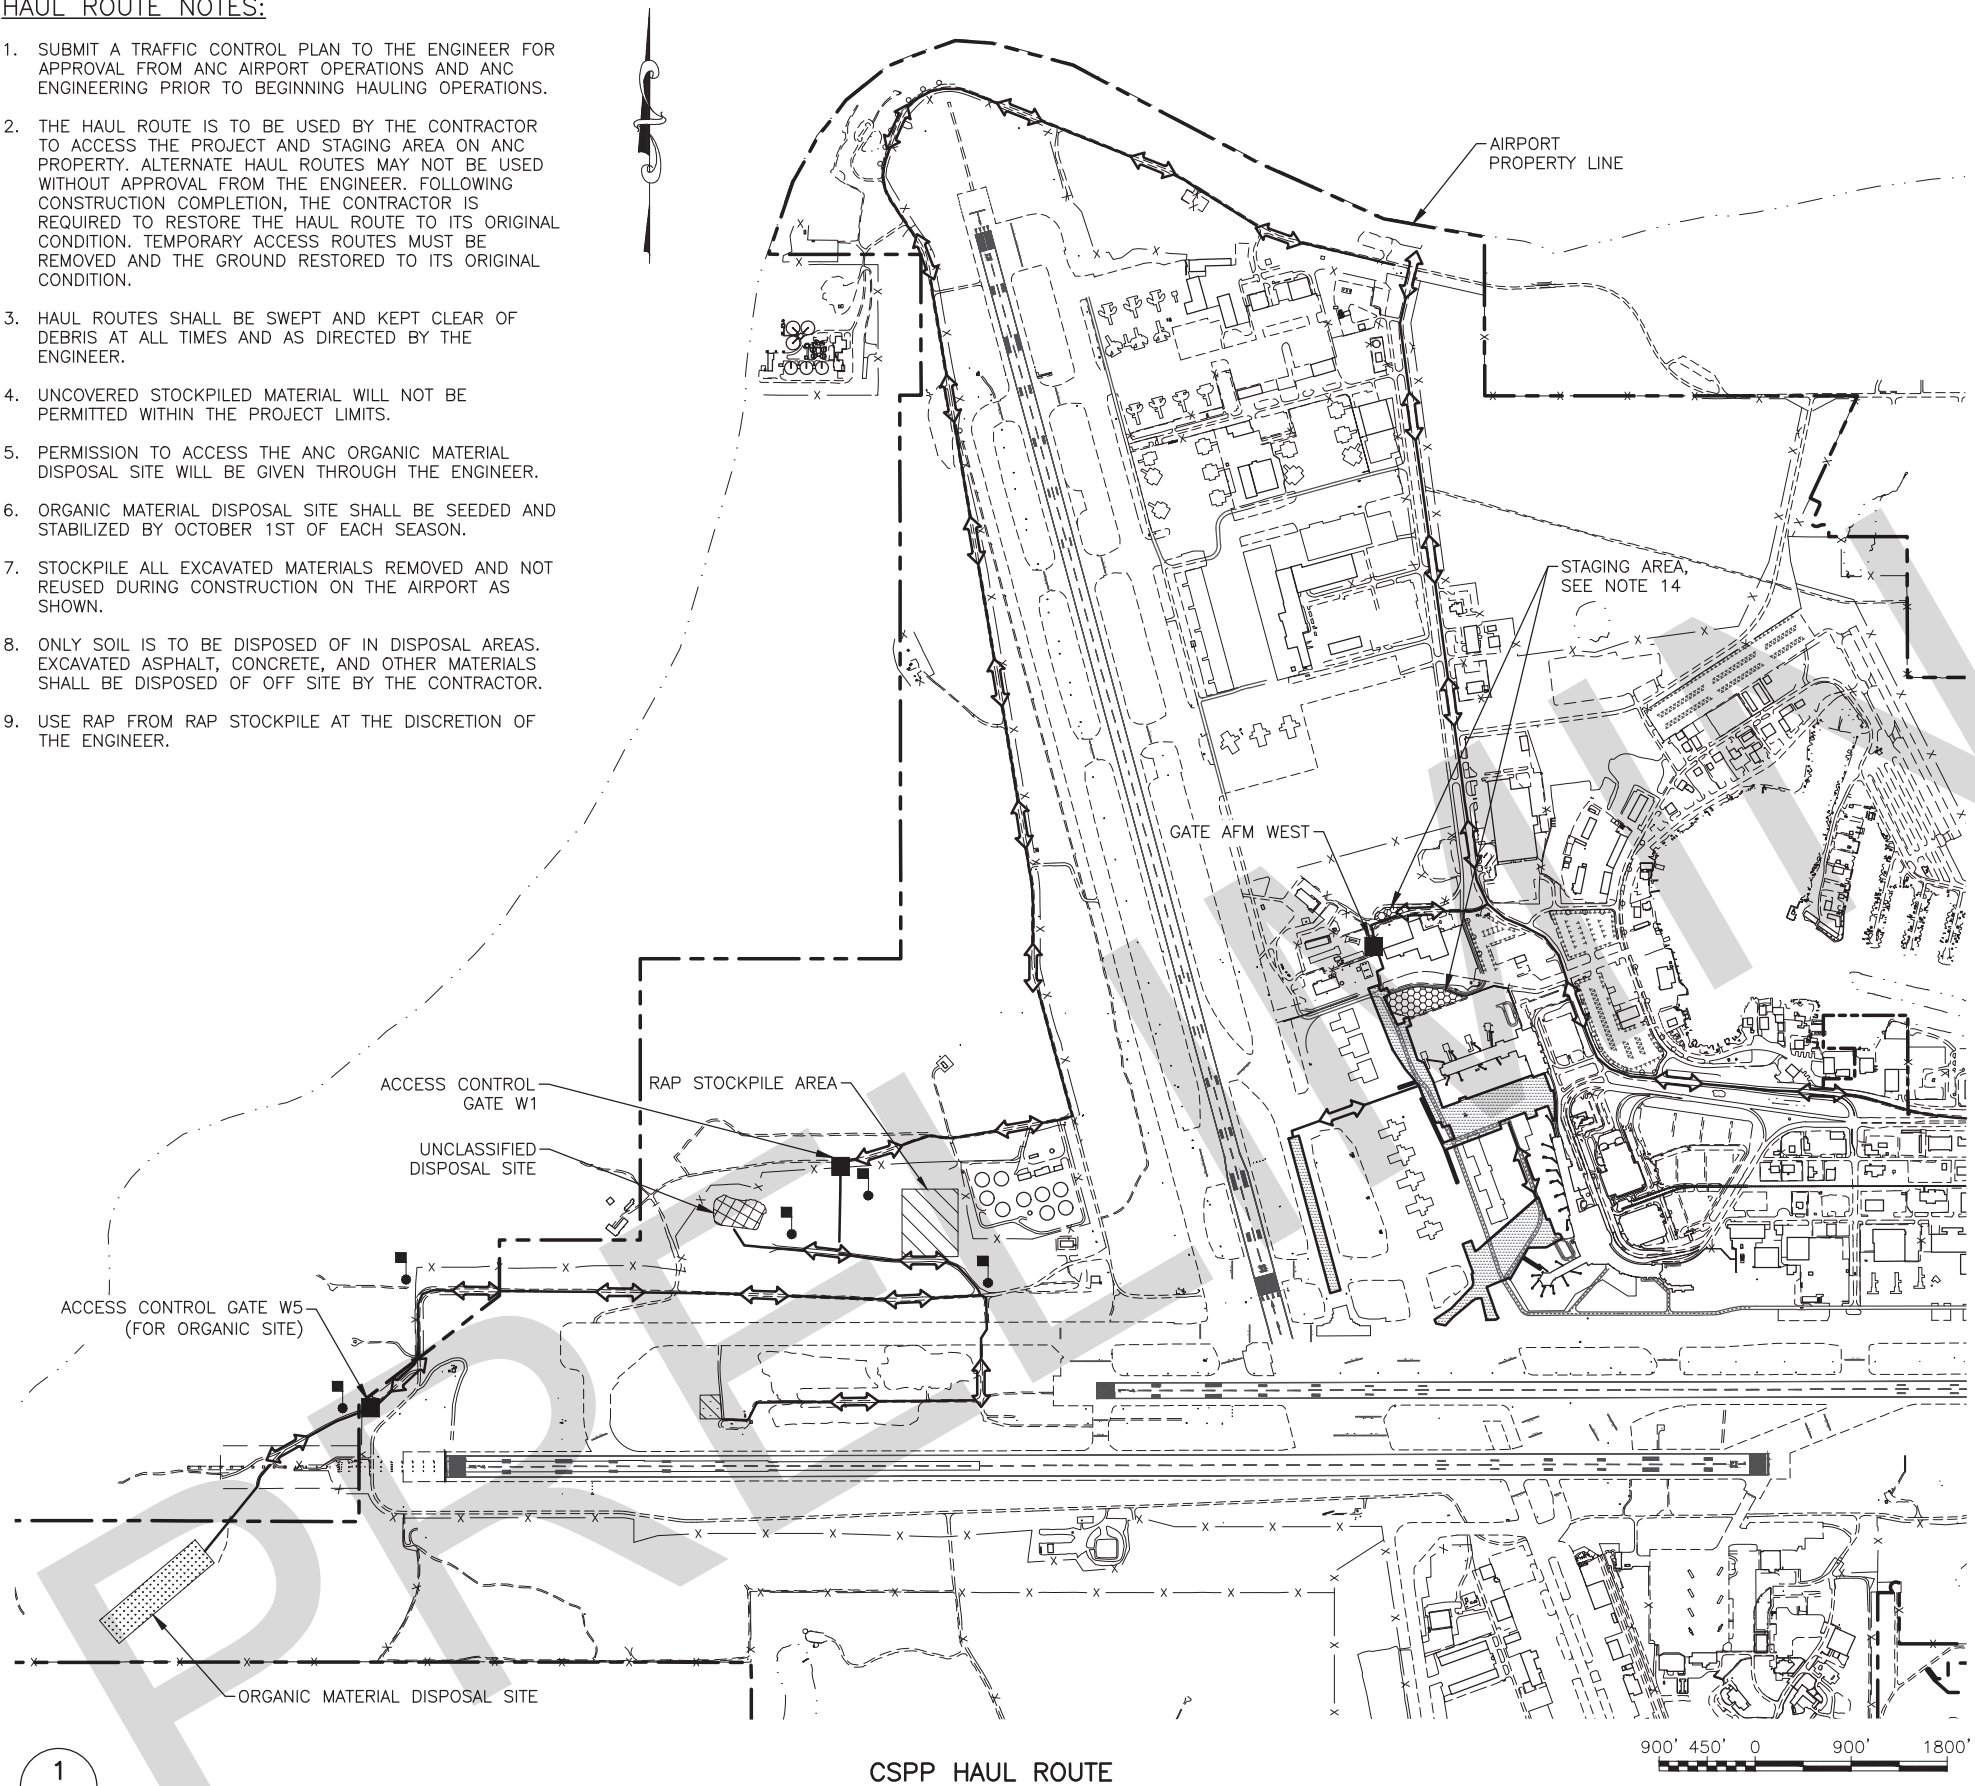 HAUL ROUTE NOTES:
1. SUBMIT A TRAFFIC CONTROL PLAN TO THE ENGINEER FOR
APPROVAL FROM ANC AIRPORT OPERATIONS AND ANC
ENGINEERING PRIOR TO BEGINNING HAULING OPERATIONS.
2. THE HAUL ROUTE IS TO BE USED BY THE CONTRACTOR
TO ACCESS THE PROJECT AND STAGING AREA ON ANC
PROPERTY. ALTERNATE HAUL ROUTES MAY NOT BE USED
WITHOUT APPROVAL FROM THE ENGINEER. FOLLOWING
CONSTRUCTION COMPLETION, THE CONTRACTOR IS
REQUIRED TO RESTORE THE HAUL ROUTE TO ITS ORIGINAL
CONDITION. TEMPORARY ACCESS ROUTES MUST BE
REMOVED AND THE GROUND RESTORED TO ITS ORIGINAL
CONDITION.
3. HAUL ROUTES SHALL BE SWEPT AND KEPT CLEAR OF
DEBRIS AT ALL TIMES AND AS DIRECTED BY THE
ENGINEER.
4. UNCOVERED STOCKPILED MATERIAL WILL NOT BE
PERMITTED WITHIN THE PROJECT LIMITS.
5. PERMISSION TO ACCESS THE ANC ORGANIC MATERIAL
DISPOSAL SITE WILL BE GIVEN THROUGH THE ENGINEER.
6. ORGANIC MATERIAL DISPOSAL SITE SHALL BE SEEDED AND
STABILIZED BY OCTOBER 1ST OF EACH SEASON.
7. STOCKPILE ALL EXCAVATED MATERIALS REMOVED AND NOT
REUSED DURING CONSTRUCTION ON THE AIRPORT AS
SHOWN.
8. ONLY SOIL IS TO BE DISPOSED OF IN DISPOSAL AREAS.
EXCAVATED ASPHALT, CONCRETE, AND OTHER MATERIALS
SHALL BE DISPOSED OF OFF SITE BY THE CONTRACTOR.
9. USE RAP FROM RAP STOCKPILE AT THE DISCRETION OF
THE ENGINEER.
AIRPORT
PROPERTY LINE
STAGING AREA,
SEE NOTE 14
GATE AFM WEST
ACCESS CONTROL
GATE W1
RAP STOCKPILE AREA
UNCLASSIFIED
DISPOSAL SITE
ACCESS CONTROL GATE W5
(FOR ORGANIC SITE)
ORGANIC MATERIAL DISPOSAL SITE
PRELIMIN
1
CSPP HAUL ROUTE
900' 450' 0 900' 1800'